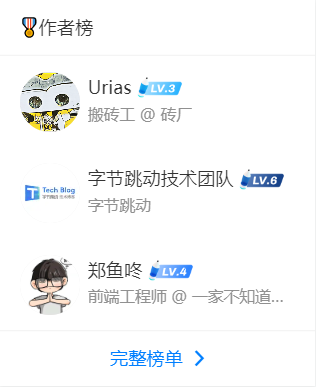 作者榜
Urias LV.3
搬砖工 @ 砖厂
字节跳动技术团队 LV.6
Tech Blog
字节跳动
郑鱼咚 LV.4
前端工程师 @ 一家不知道...
完整榜单